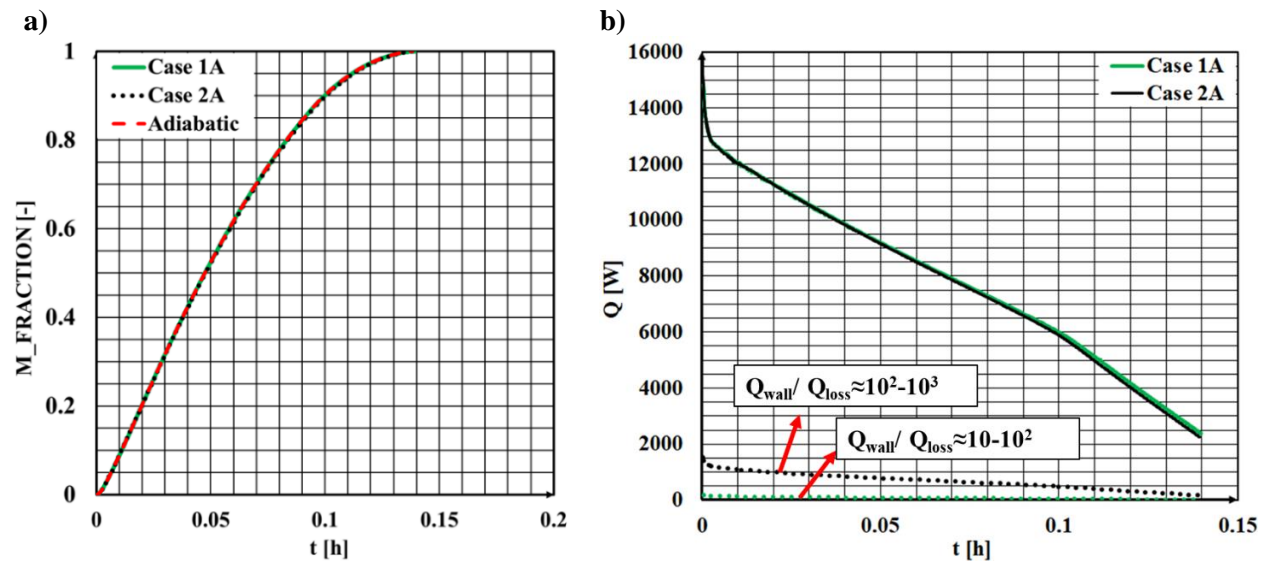 a)
M_FRACTION [-]
1
0.8
0.6
0.4
0.2
0
Case 1A
Case 2A
Adiabatic
0 0.05 0.1 0.15 0.2
t [h]
b)
Q [W]
16000
14000
12000
10000
8000
6000
4000
2000
0
Case 1A
Case 2A
Qwall/ Qloss≈10²-10³
Qwall/ Qloss≈10-10²
0 0.05 0.1 0.15
t [h]